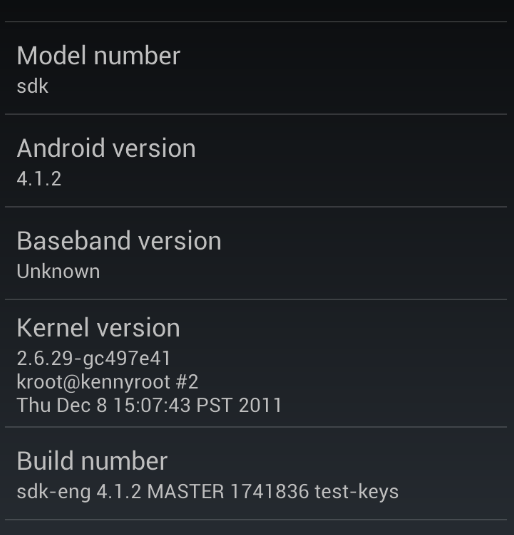 Model number
sdk
Android version
4.1.2
Baseband version
Unknown
Kernel version
2.6.29-gc497e41
kroot@kennyroot #2
Thu Dec 8 15:07:43 PST 2011
Build number
sdk-eng 4.1.2 MASTER 1741836 test-keys